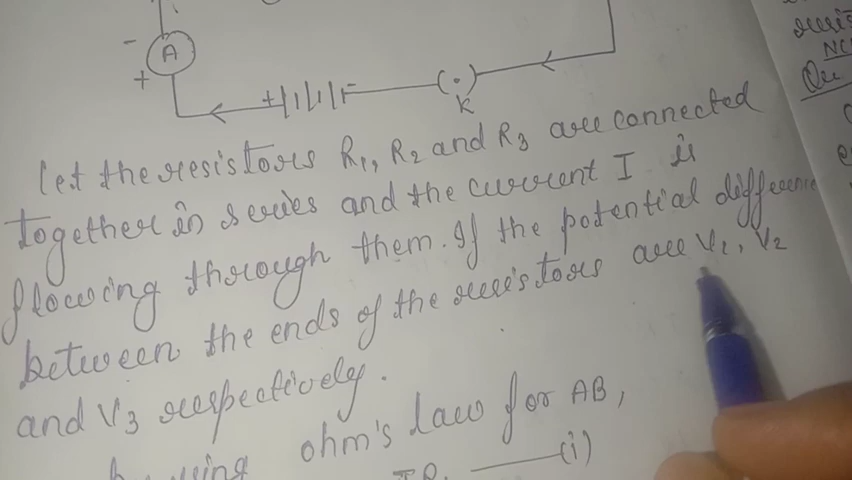 -
A
+
+
(.)
K
Let the resistors R1, R2 and R3 are connected
together in series and the current I is
flowing through them. If the potential difference
between the ends of the resistors are V1, V2
and V3 respectively.
using ohm's law for AB,
(i)
Qu